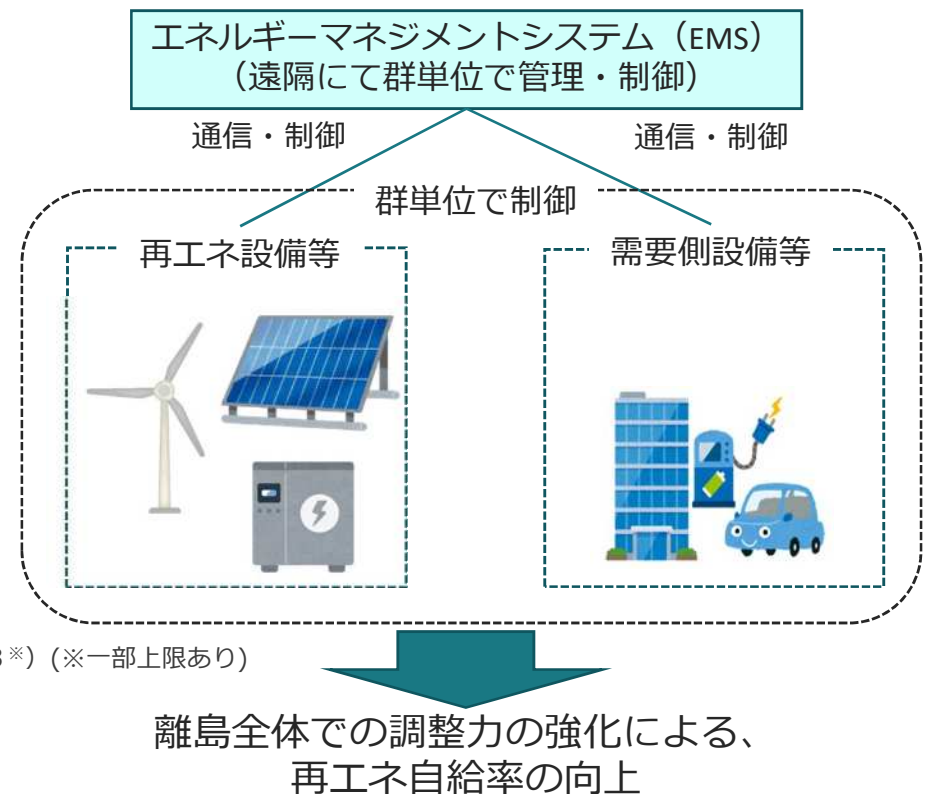 エネルギーマネジメントシステム（EMS）
（遠隔にて群単位で管理・制御）
通信・制御
通信・制御
群単位で制御
再エネ設備等
需要側設備等
※）(※一部上限あり)
離島全体での調整力の強化による、
再エネ自給率の向上